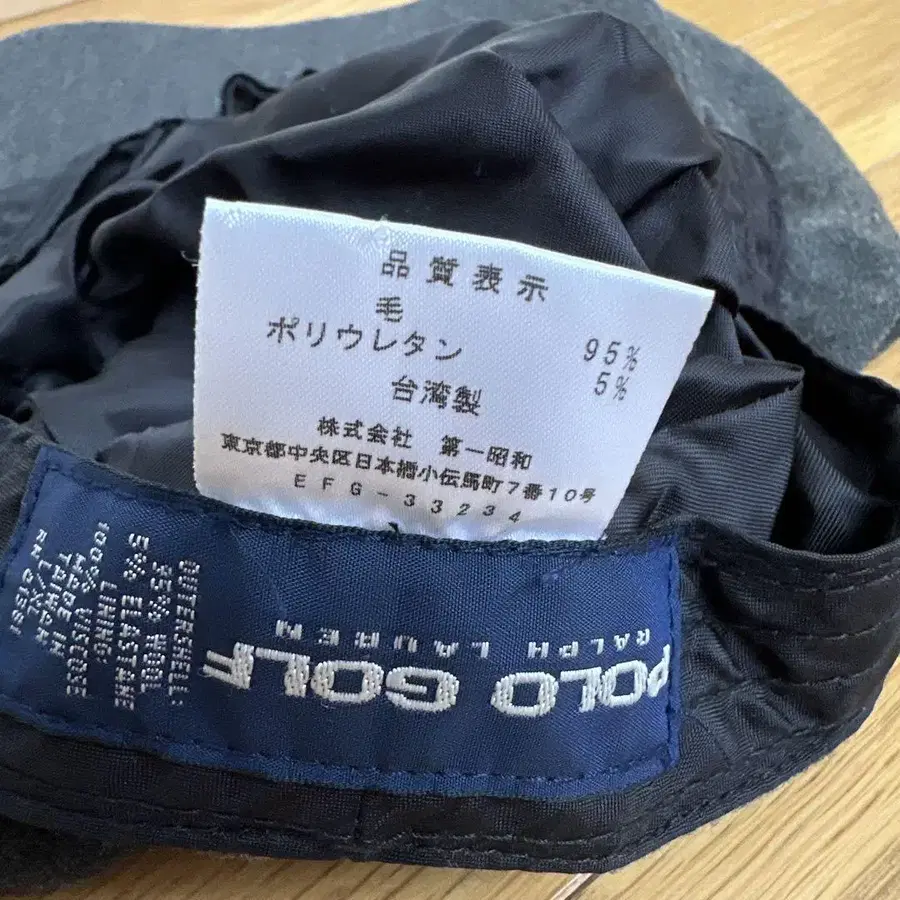 品質表示
毛 95%
ポリウレタン 5%
台湾製
株式会社 第一昭和
東京都中央区日本橋小伝馬町7番10号
EFG-33234
POLO GOLF
RALPH LAUREN
OUTERSHELL:
95% WOOL
5% ELASTANE
LINING:
100% VISCOSE
MADE IN
TAIWAN
L/XL